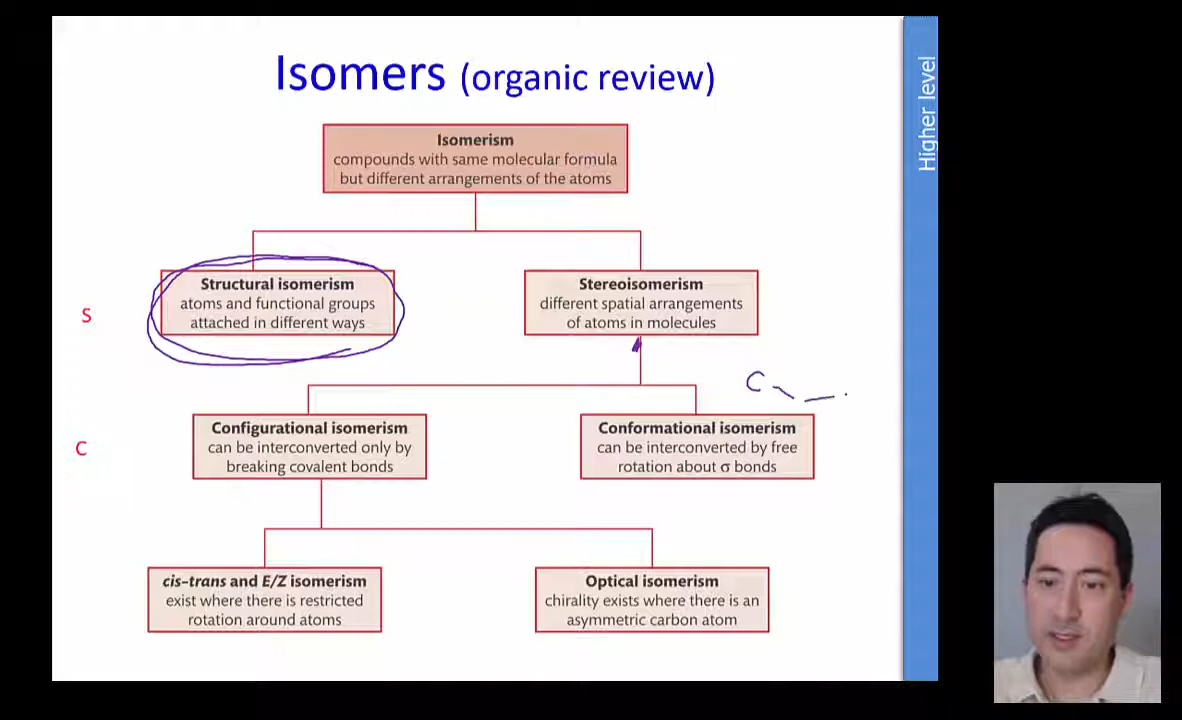 Isomers (organic review)
Higher level
Isomerism
compounds with same molecular formula
but different arrangements of the atoms
Structural isomerism
atoms and functional groups
attached in different ways
Stereoisomerism
different spatial arrangements
of atoms in molecules
S
C
Configurational isomerism
can be interconverted only by
breaking covalent bonds
Conformational isomerism
can be interconverted by free
rotation about σ bonds
C
cis–trans and E/Z isomerism
exist where there is restricted
rotation around atoms
Optical isomerism
chirality exists where there is an
asymmetric carbon atom